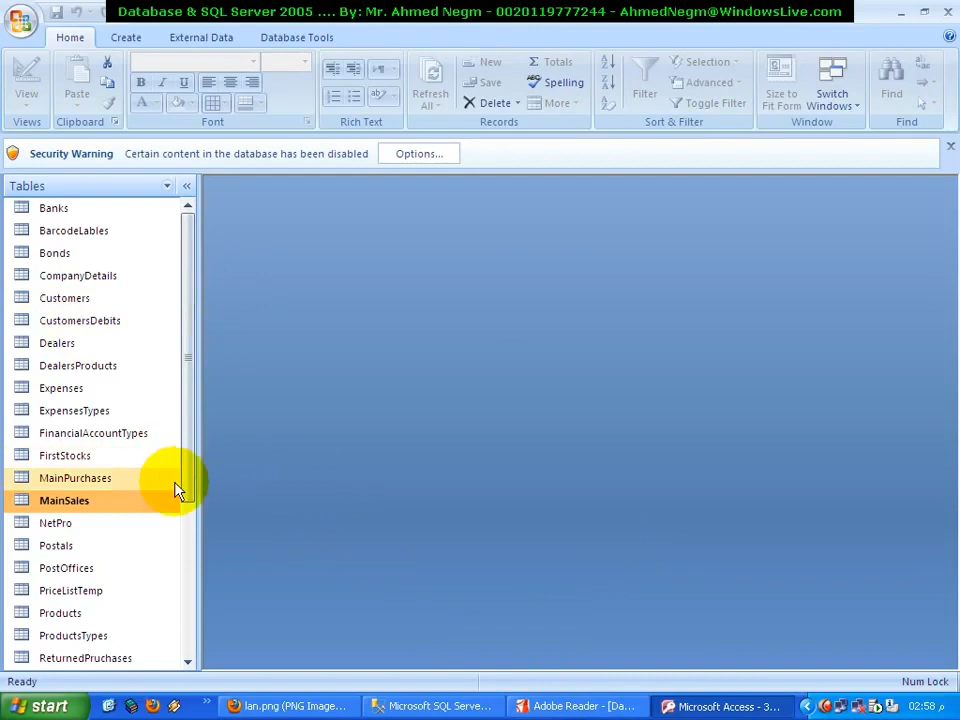 Database & SQL Server 2005 .... By: Mr. Ahmed Negm - 0020119777244 - AhmedNegm@WindowsLive.com
Home Create External Data Database Tools
View
Paste
B I U
A
ab
Refresh All
New
Save
Delete
Σ Totals
ABC Spelling
More
Filter
Selection
Advanced
Toggle Filter
Size to Fit Form
Switch Windows
Find
Views Clipboard Font Rich Text Records Sort & Filter Window Find
Security Warning Certain content in the database has been disabled Options...
Tables
Banks
BarcodeLables
Bonds
CompanyDetails
Customers
CustomersDebits
Dealers
DealersProducts
Expenses
ExpensesTypes
FinancialAccountTypes
FirstStocks
MainPurchases
MainSales
NetPro
Postals
PostOffices
PriceListTemp
Products
ProductsTypes
ReturnedPruchases
Ready Num Lock
start lan.png (PNG Image... Microsoft SQL Serve... Adobe Reader - [Da... Microsoft Access - 3... 02:58 م